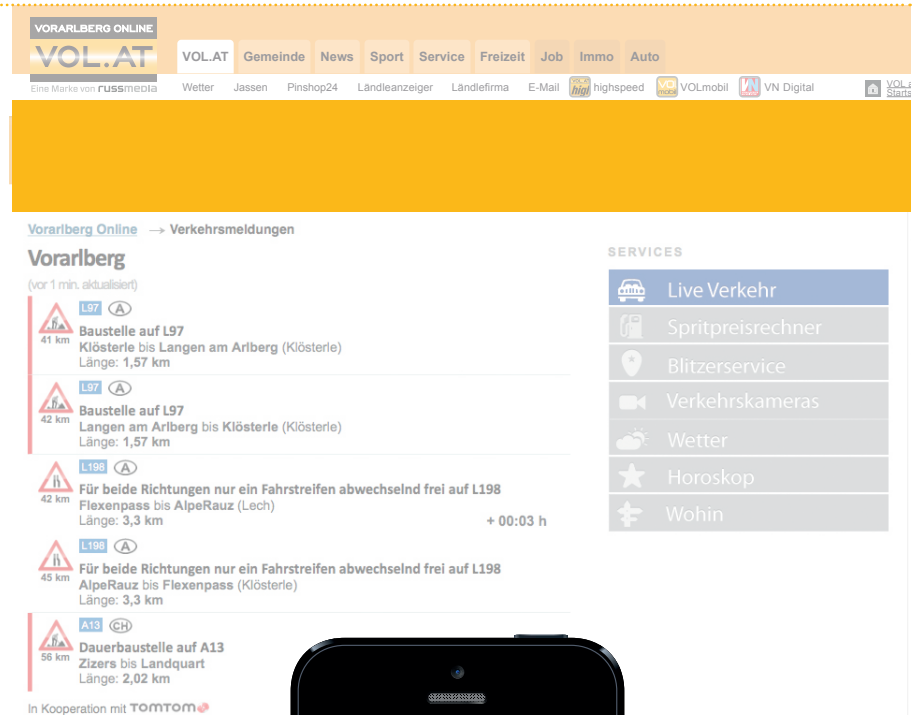 VORARLBERG ONLINE
VOL.AT
Eine Marke von russmedia
VOL.AT Gemeinde News Sport Service Freizeit Job Immo Auto
Wetter Jassen Pinshop24 Ländleanzeiger Ländlefirma E-Mail highspeed VOLmobil VN Digital
VOL
Starts
Vorarlberg Online → Verkehrsmeldungen
Vorarlberg
(vor 1 min. aktualisiert)
L97 A
41 km
Baustelle auf L97
Klösterle bis Langen am Arlberg (Klösterle)
Länge: 1,57 km
L97 A
42 km
Baustelle auf L97
Langen am Arlberg bis Klösterle (Klösterle)
Länge: 1,57 km
L198 A
42 km
Für beide Richtungen nur ein Fahrstreifen abwechselnd frei auf L198
Flexenpass bis AlpeRauz (Lech)
Länge: 3,3 km + 00:03 h
L198 A
45 km
Für beide Richtungen nur ein Fahrstreifen abwechselnd frei auf L198
AlpeRauz bis Flexenpass (Klösterle)
Länge: 3,3 km
A13 CH
56 km
Dauerbaustelle auf A13
Zizers bis Landquart
Länge: 2,02 km
In Kooperation mit TOMTOM
SERVICES
Live Verkehr
Spritpreisrechner
Blitzerservice
Verkehrskameras
Wetter
Horoskop
Wohin